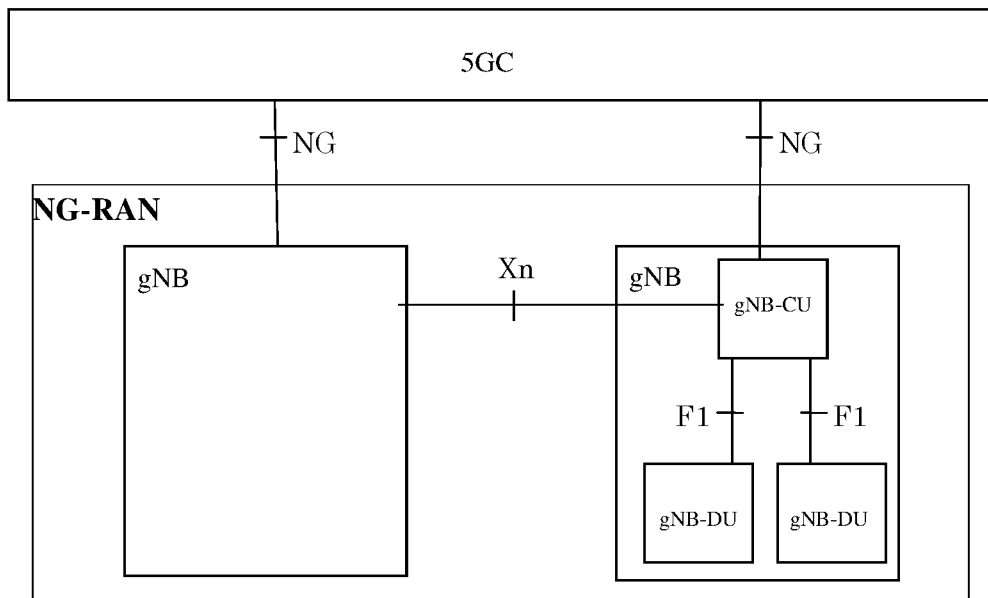 5GC
NG
NG
NG-RAN
gNB
Xn
gNB
gNB-CU
F1
F1
gNB-DU
gNB-DU